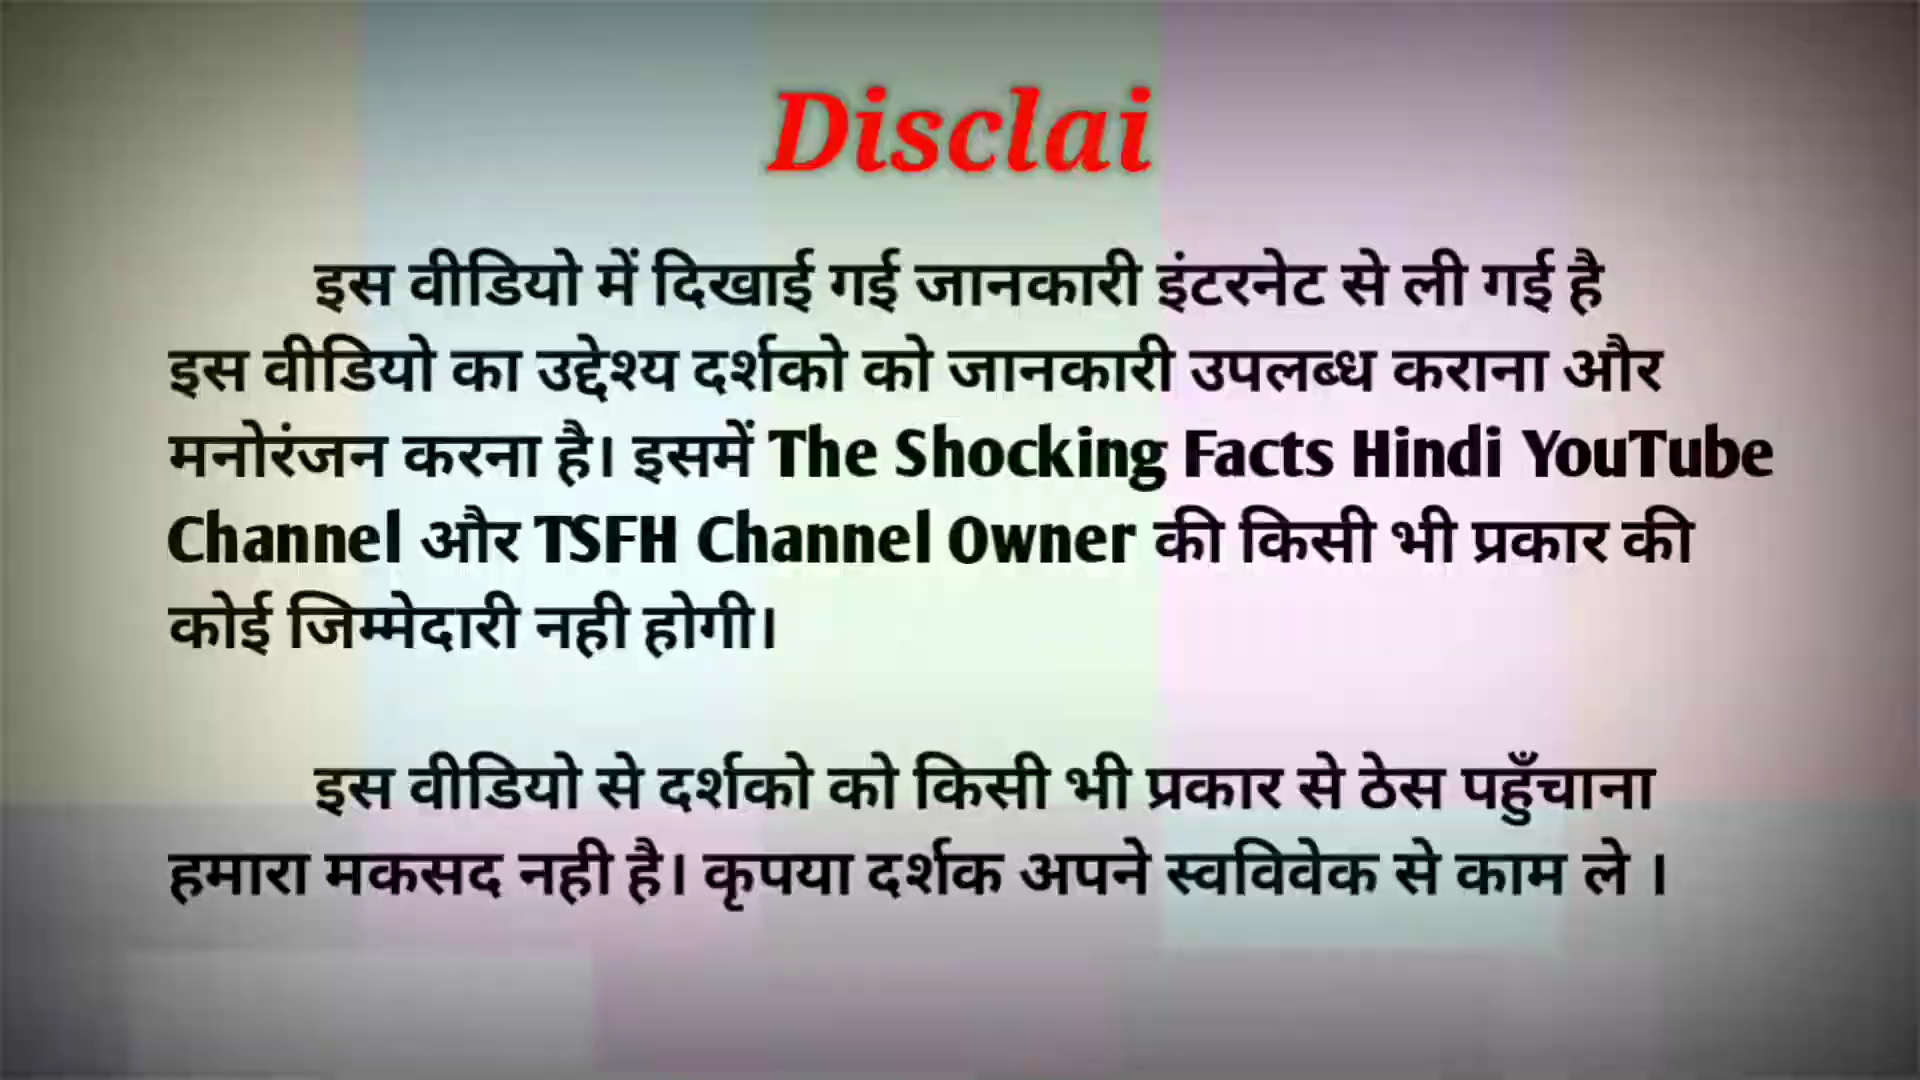 Disclai
इस वीडियो में दिखाई गई जानकारी इंटरनेट से ली गई है
इस वीडियो का उद्देश्य दर्शको को जानकारी उपलब्ध कराना और
मनोरंजन करना है। इसमें The Shocking Facts Hindi YouTube
Channel और TSFH Channel Owner की किसी भी प्रकार की
कोई जिम्मेदारी नही होगी।
इस वीडियो से दर्शको को किसी भी प्रकार से ठेस पहुँचाना
हमारा मकसद नही है। कृपया दर्शक अपने स्वविवेक से काम ले ।